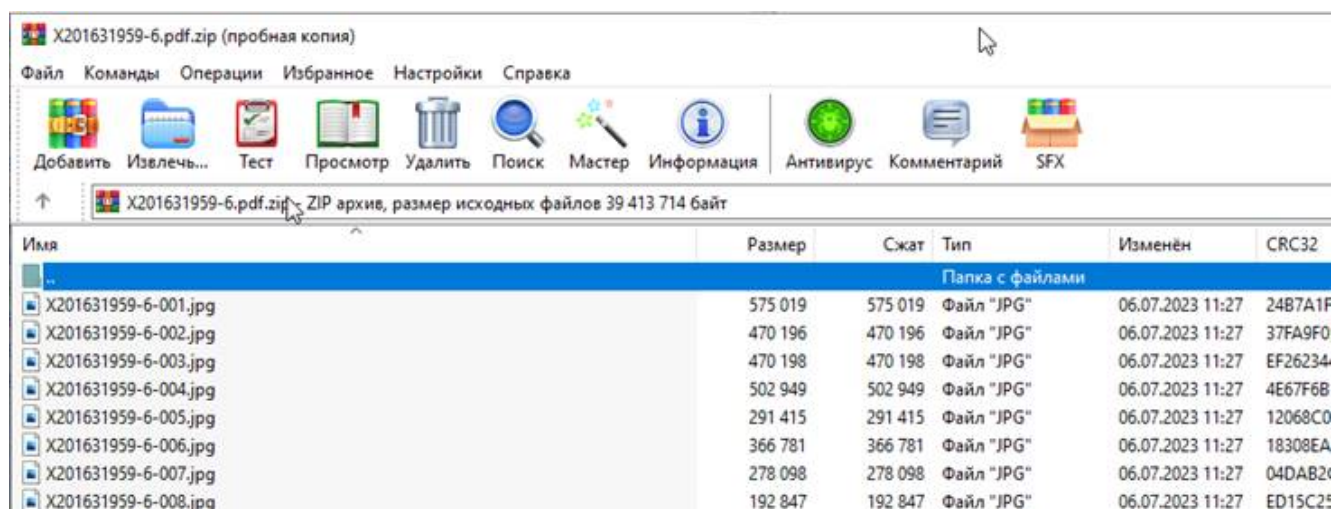 X201631959-6.pdf.zip (пробная копия)
Файл Команды Операции Избранное Настройки Справка
Добавить Извлечь... Тест Просмотр Удалить Поиск Мастер Информация Антивирус Комментарий SFX
X201631959-6.pdf.zip - ZIP архив, размер исходных файлов 39 413 714 байт
Имя Размер Сжат Тип Изменён CRC32
.. Папка с файлами
X201631959-6-001.jpg 575 019 575 019 Файл "JPG" 06.07.2023 11:27 24B7A1F
X201631959-6-002.jpg 470 196 470 196 Файл "JPG" 06.07.2023 11:27 37FA9F0
X201631959-6-003.jpg 470 198 470 198 Файл "JPG" 06.07.2023 11:27 EF26234
X201631959-6-004.jpg 502 949 502 949 Файл "JPG" 06.07.2023 11:27 4E67F6B
X201631959-6-005.jpg 291 415 291 415 Файл "JPG" 06.07.2023 11:27 12068C0
X201631959-6-006.jpg 366 781 366 781 Файл "JPG" 06.07.2023 11:27 18308EA
X201631959-6-007.jpg 278 098 278 098 Файл "JPG" 06.07.2023 11:27 04DAB2
X201631959-6-008.jpg 192 847 192 847 Файл "JPG" 06.07.2023 11:27 ED15C25